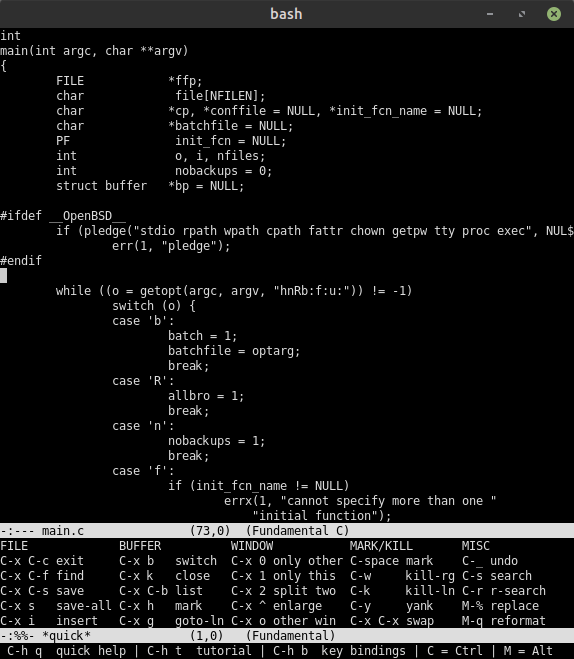 bash
int
main(int argc, char **argv)
{
        FILE            *ffp;
        char             file[NFILEN];
        char            *cp, *conffile = NULL, *init_fcn_name = NULL;
        char            *batchfile = NULL;
        PF               init_fcn = NULL;
        int              o, i, nfiles;
        int              nobackups = 0;
        struct buffer   *bp = NULL;
#ifdef __OpenBSD__
        if (pledge("stdio rpath wpath cpath fattr chown getpw tty proc exec", NUL$
                err(1, "pledge");
#endif
        while ((o = getopt(argc, argv, "hnRb:f:u:")) != -1)
                switch (o) {
                case 'b':
                        batch = 1;
                        batchfile = optarg;
                        break;
                case 'R':
                        allbro = 1;
                        break;
                case 'n':
                        nobackups = 1;
                        break;
                case 'f':
                        if (init_fcn_name != NULL)
                                errx(1, "cannot specify more than one "
                                    "initial function");
-:--- main.c               (73,0)  (Fundamental C)
FILE             BUFFER          WINDOW           MARK/KILL       MISC
C-x C-c exit     C-x b   switch  C-x 0 only other C-space mark    C-_ undo
C-x C-f find     C-x k   close   C-x 1 only this  C-w     kill-rg C-s search
C-x C-s save     C-x C-b list    C-x 2 split two  C-k     kill-ln C-r r-search
C-x s   save-all C-x h   mark    C-x ^ enlarge    C-y     yank    M-% replace
C-x i   insert   C-x g   goto-ln C-x o other win  C-x C-x swap    M-q reformat
-:%%- *quick*              (1,0)  (Fundamental)
C-h q  quick help | C-h t  tutorial | C-h b  key bindings | C = Ctrl | M = Alt